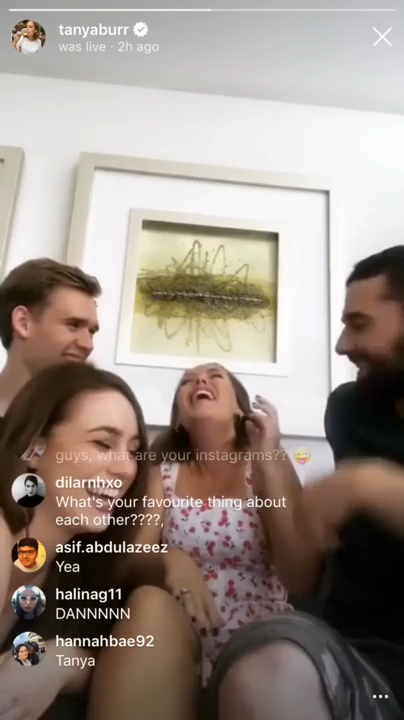 tanyaburr
was live · 2h ago
guys, what are your instagrams?? 😜
dilarnhxo
What's your favourite thing about
each other????,
asif.abdulazeez
Yea
halinag11
DANNNNN
hannahbae92
Tanya